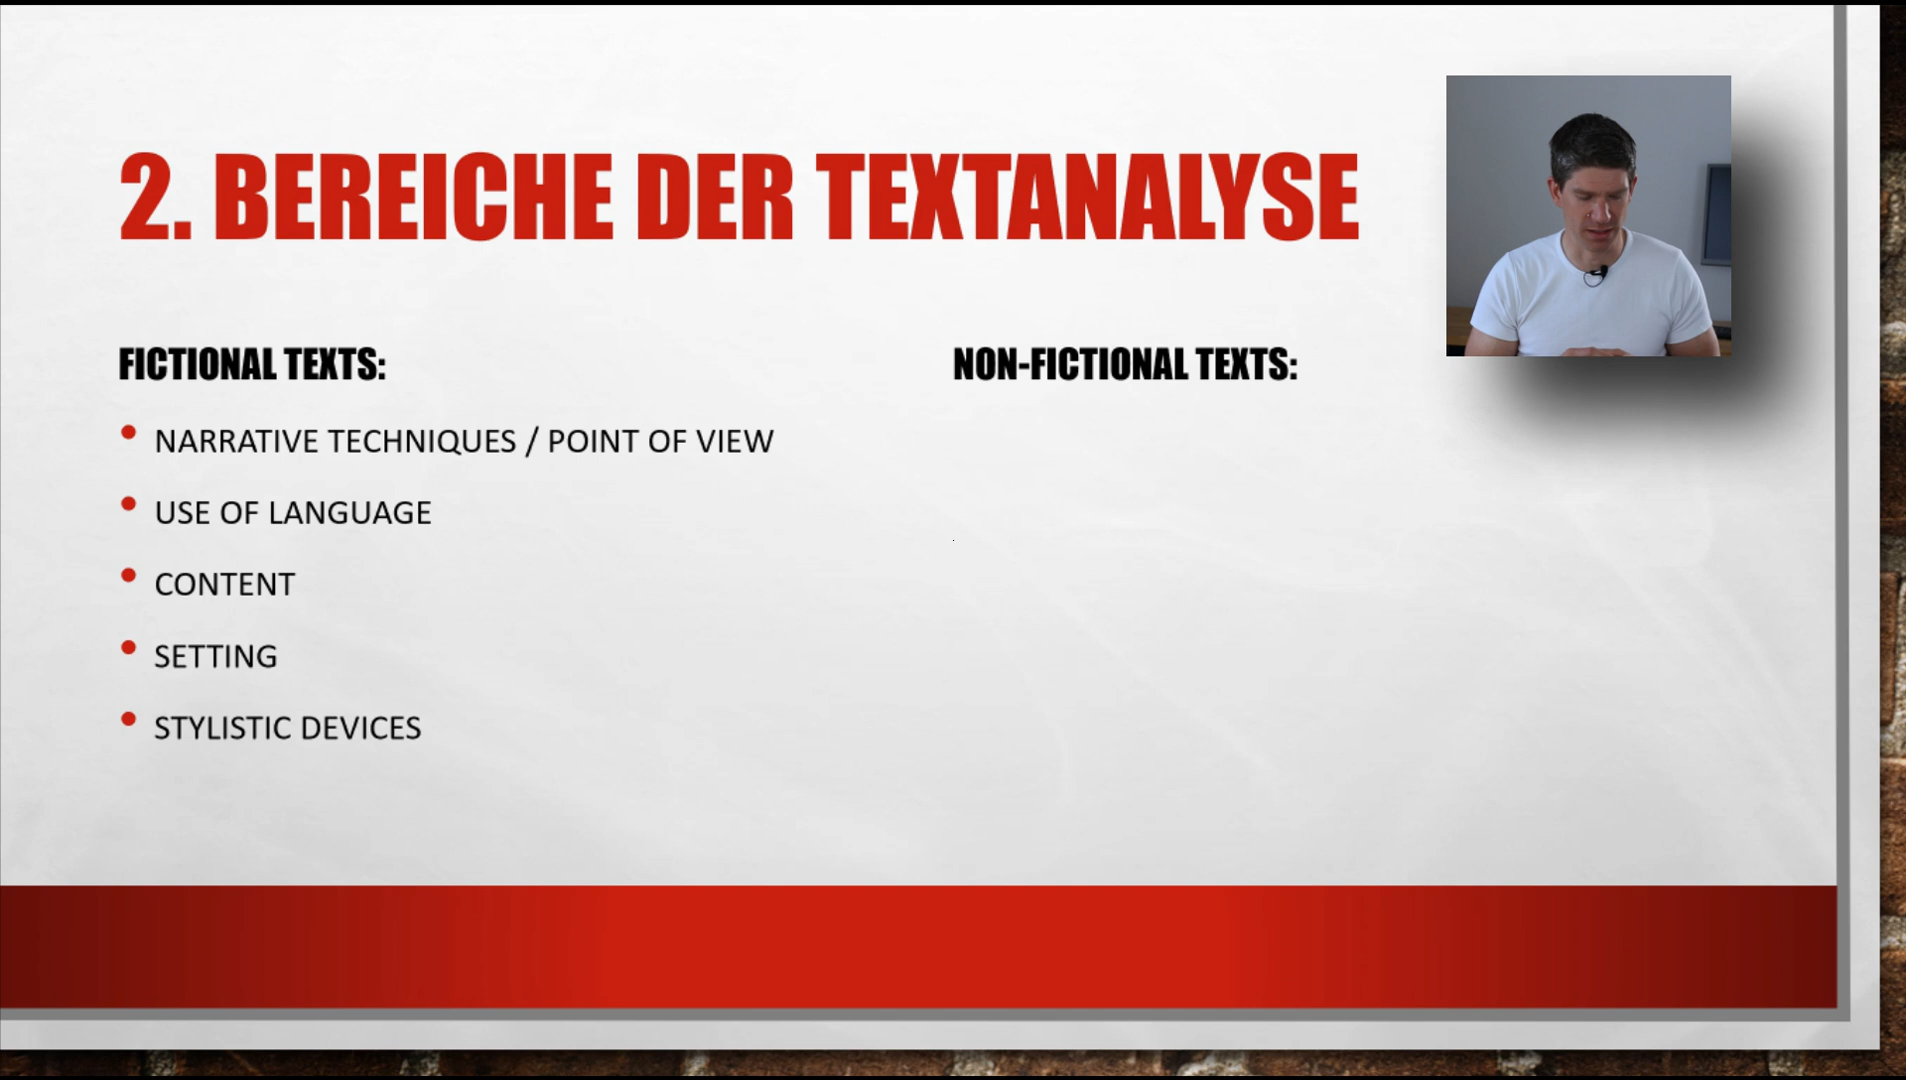 2. BEREICHE DER TEXTANALYSE
FICTIONAL TEXTS:
• NARRATIVE TECHNIQUES / POINT OF VIEW
• USE OF LANGUAGE
• CONTENT
• SETTING
• STYLISTIC DEVICES
NON-FICTIONAL TEXTS: